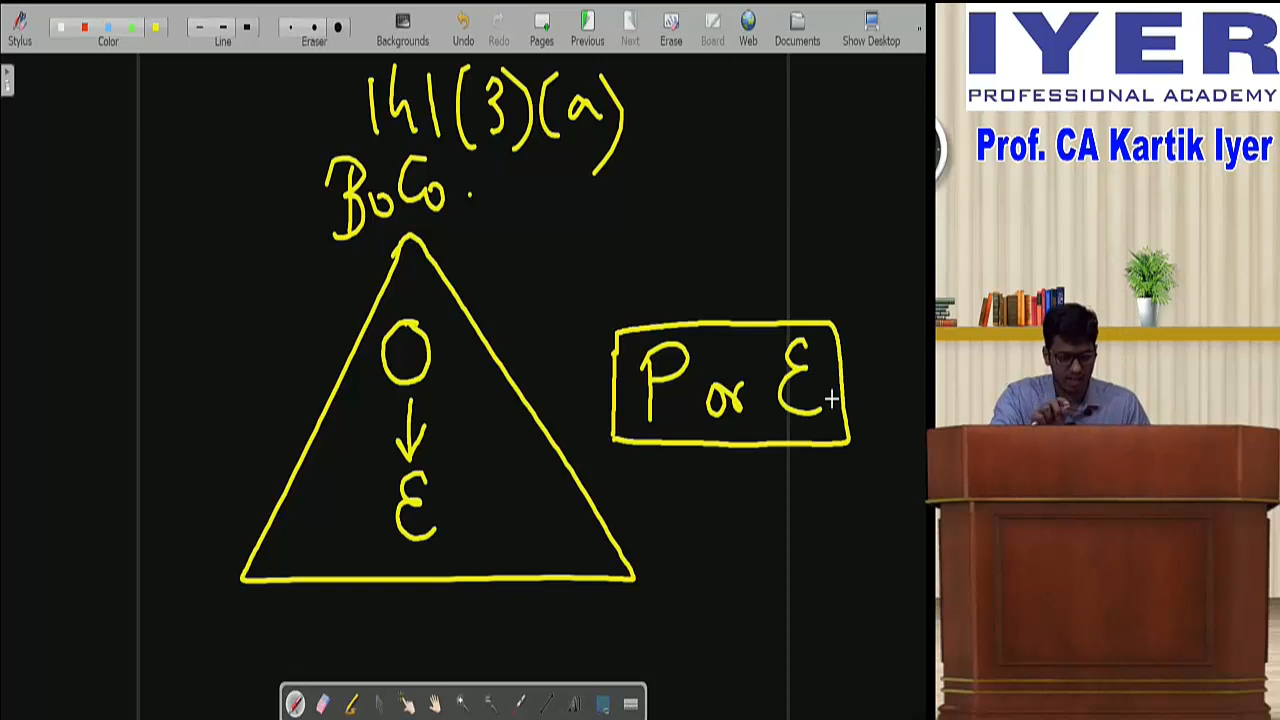 Stylus
Color
Line
Eraser
Backgrounds
Undo
Redo
Pages
Previous
Next
Erase
Board
Web
Documents
Show Desktop
141(3)(a)
BoCo.
O
E
P or E
IYER
PROFESSIONAL ACADEMY
Prof. CA Kartik Iyer